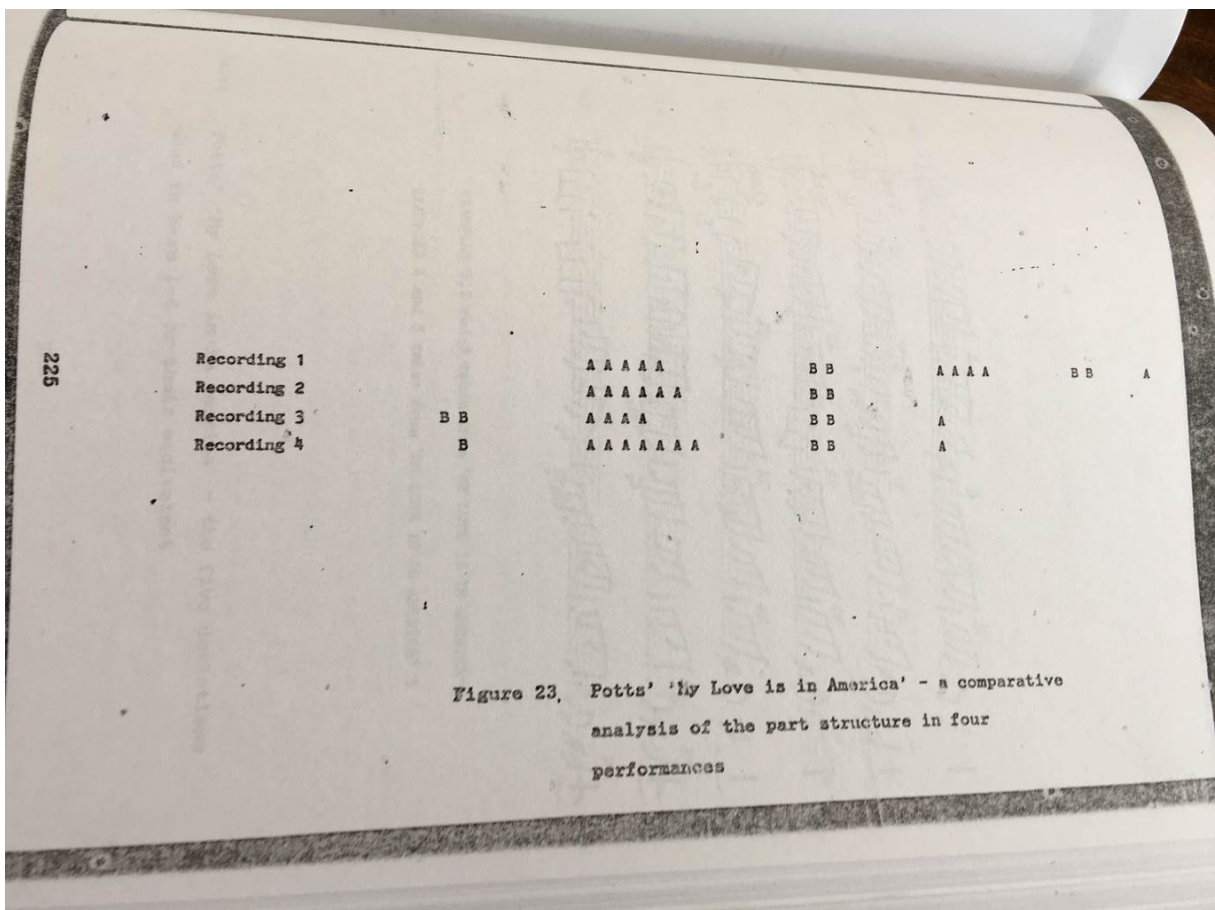 225
Recording 1 A A A A A B B A A A A B B A
Recording 2 A A A A A A B B
Recording 3 B B A A A A B B A
Recording 4 B A A A A A A A B B A
Figure 23. Potts' 'My Love is in America' - a comparative
analysis of the part structure in four
performances